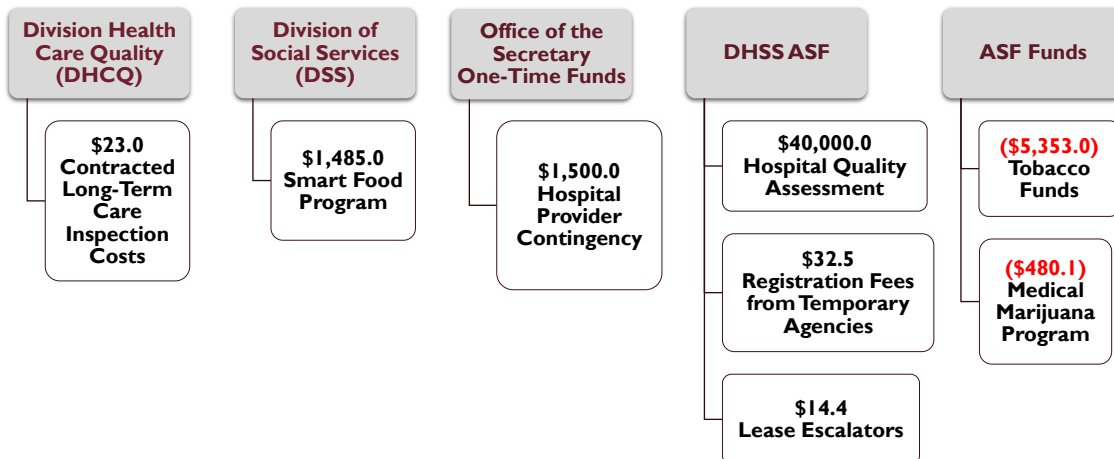 Division Health
Care Quality
(DHCQ)
$23.0
Contracted
Long-Term
Care
Inspection
Costs
Division of
Social Services
(DSS)
$1,485.0
Smart Food
Program
Office of the
Secretary
One-Time Funds
$1,500.0
Hospital
Provider
Contingency
DHSS ASF
$40,000.0
Hospital Quality
Assessment
$32.5
Registration Fees
from Temporary
Agencies
$14.4
Lease Escalators
ASF Funds
($5,353.0)
Tobacco
Funds
($480.1)
Medical
Marijuana
Program